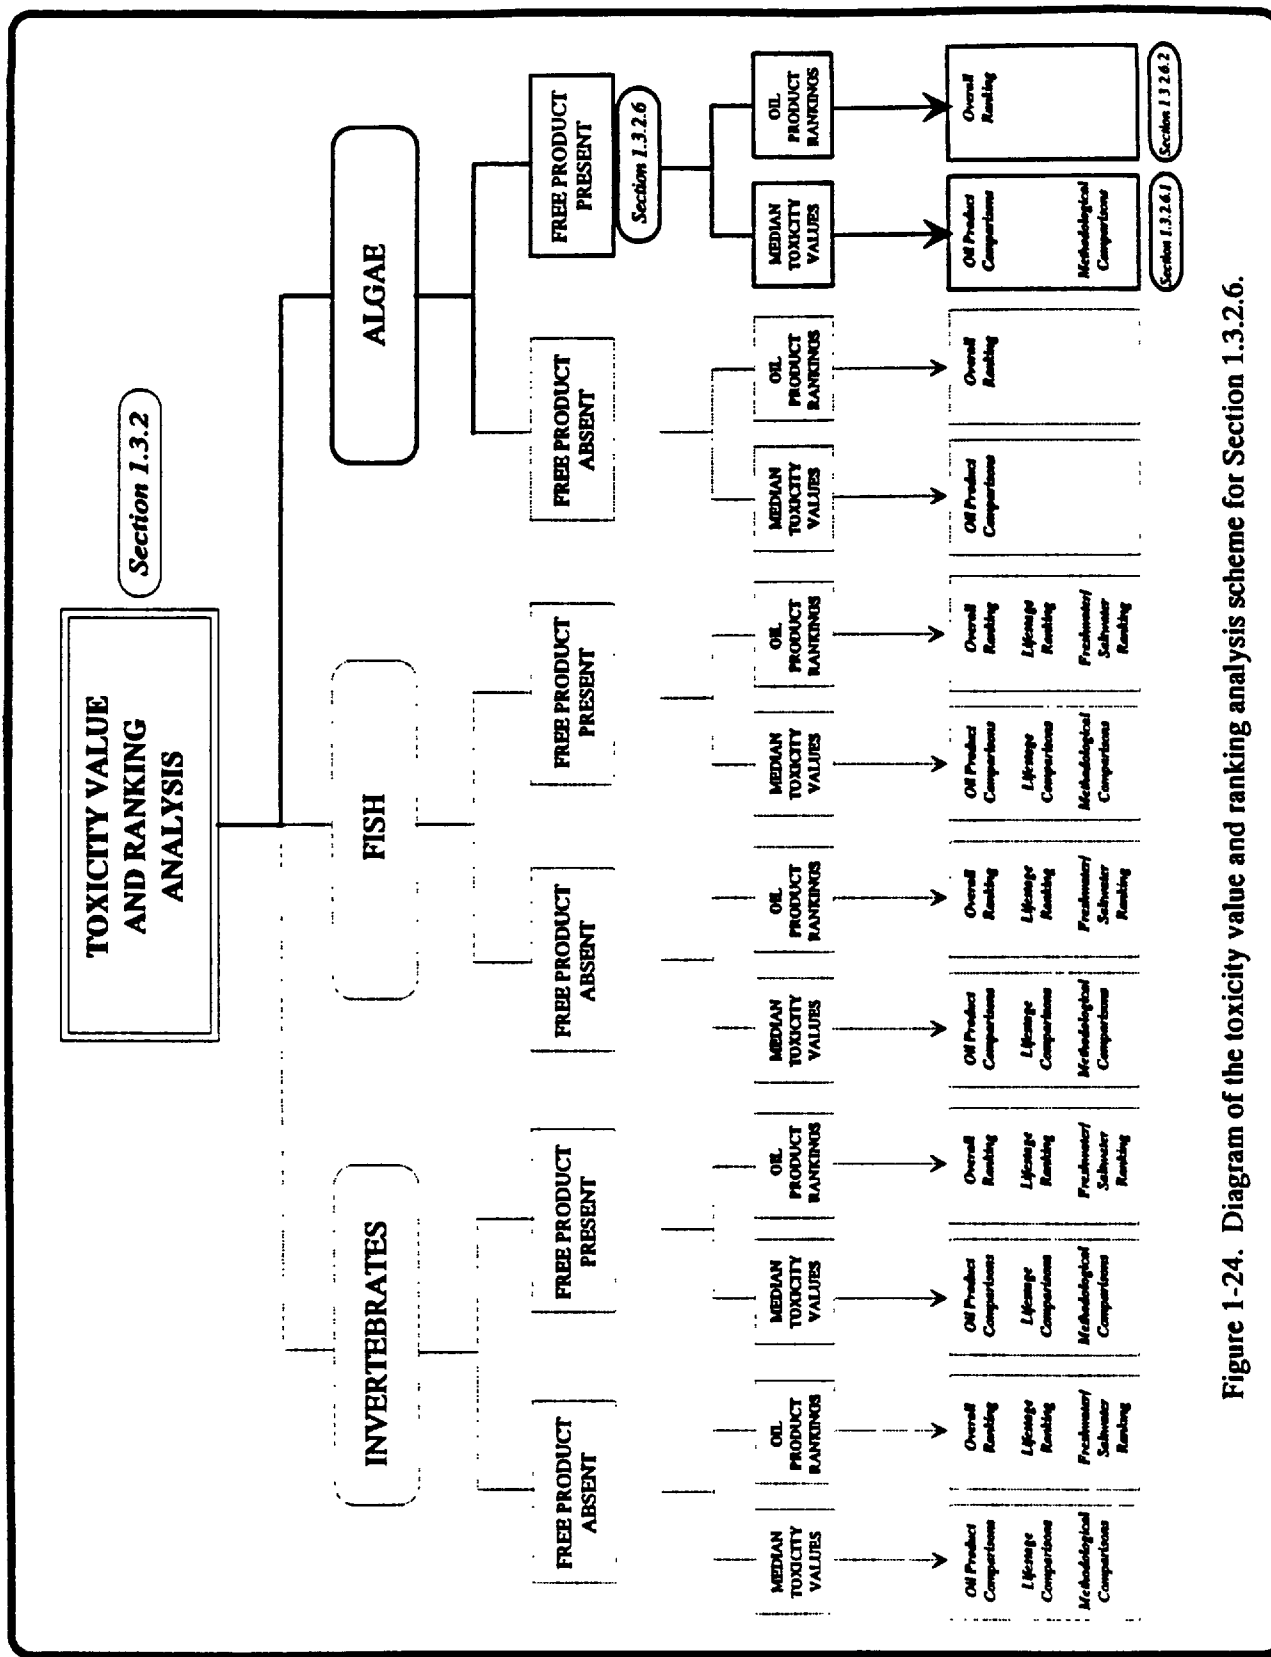 TOXICITY VALUE
AND RANKING
ANALYSIS
Section 1.3.2
INVERTEBRATES
FISH
ALGAE
FREE PRODUCT
ABSENT
FREE PRODUCT
PRESENT
FREE PRODUCT
ABSENT
FREE PRODUCT
PRESENT
FREE PRODUCT
ABSENT
FREE PRODUCT
PRESENT
Section 1.3.2.6
MEDIAN
TOXICITY
VALUES
OIL
PRODUCT
RANKINGS
MEDIAN
TOXICITY
VALUES
OIL
PRODUCT
RANKINGS
MEDIAN
TOXICITY
VALUES
OIL
PRODUCT
RANKINGS
MEDIAN
TOXICITY
VALUES
OIL
PRODUCT
RANKINGS
MEDIAN
TOXICITY
VALUES
OIL
PRODUCT
RANKINGS
MEDIAN
TOXICITY
VALUES
OIL
PRODUCT
RANKINGS
Oil Product
Comparisons
Lifestage
Comparisons
Methodological
Comparisons
Overall
Ranking
Lifestage
Ranking
Freshwater/
Saltwater
Ranking
Oil Product
Comparisons
Lifestage
Comparisons
Methodological
Comparisons
Overall
Ranking
Lifestage
Ranking
Freshwater/
Saltwater
Ranking
Oil Product
Comparisons
Lifestage
Comparisons
Methodological
Comparisons
Overall
Ranking
Lifestage
Ranking
Freshwater/
Saltwater
Ranking
Oil Product
Comparisons
Lifestage
Comparisons
Methodological
Comparisons
Overall
Ranking
Lifestage
Ranking
Freshwater/
Saltwater
Ranking
Oil Product
Comparisons
Overall
Ranking
Oil Product
Comparisons
Methodological
Comparisons
Overall
Ranking
Section 1.3.2.6.1
Section 1 3 2.6.2
Figure 1-24. Diagram of the toxicity value and ranking analysis scheme for Section 1.3.2.6.